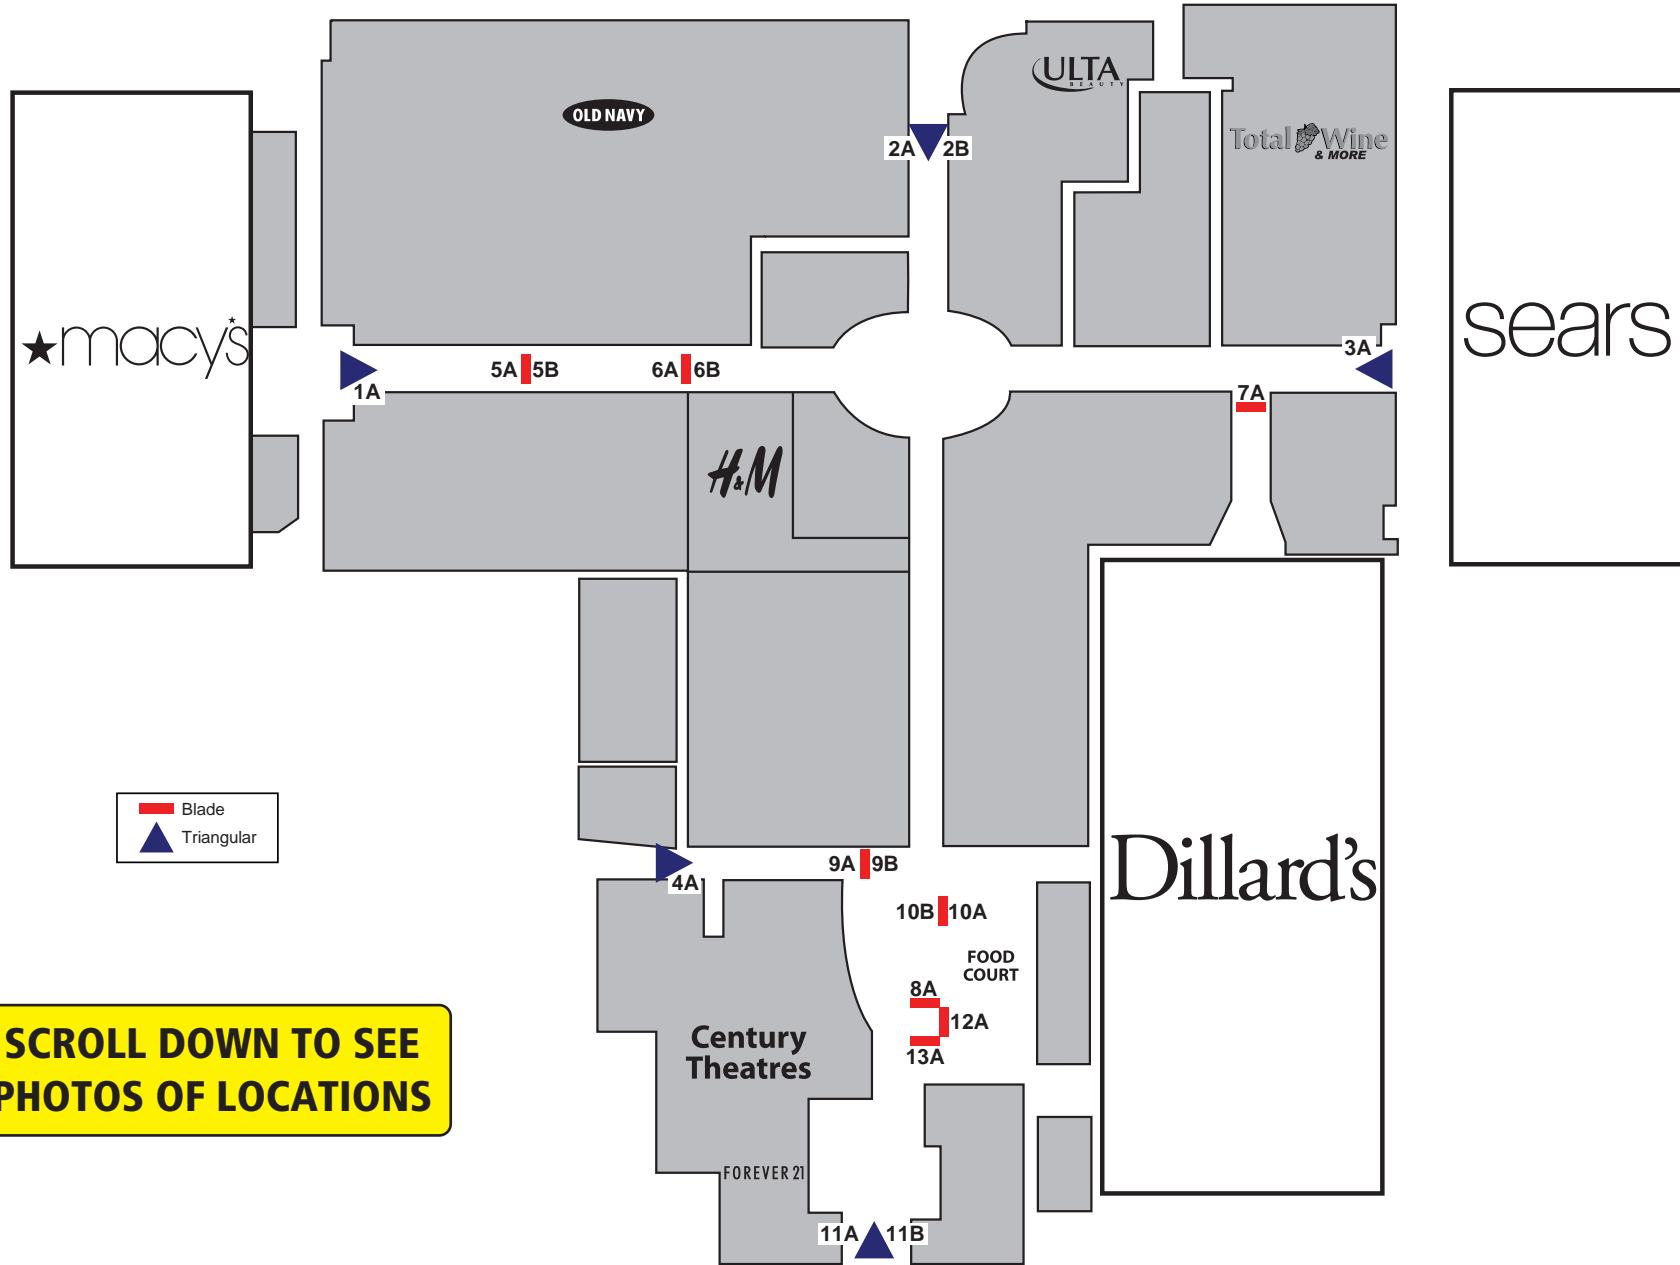 ULTA
BEAUTY
OLD NAVY
Total Wine
& MORE
2A 2B
macy's
sears
3A
5A 5B
6A 6B
1A
7A
H&M
Blade
Triangular
9A 9B
4A
Dillard's
10B 10A
FOOD
COURT
8A
12A
13A
Century
Theatres
SCROLL DOWN TO SEE
PHOTOS OF LOCATIONS
FOREVER 21
11A 11B